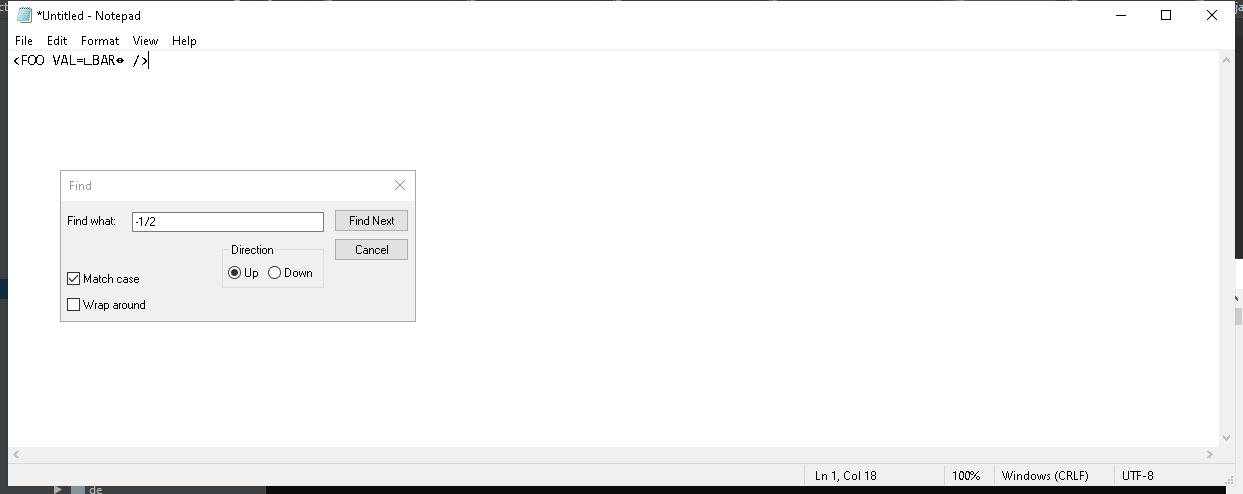 *Untitled - Notepad
File Edit Format View Help
<FOO VAL=∟BAR↔ />
Find
Find what: -1/2 Find Next
Direction Cancel
Up Down
Match case
Wrap around
Ln 1, Col 18 100% Windows (CRLF) UTF-8
de